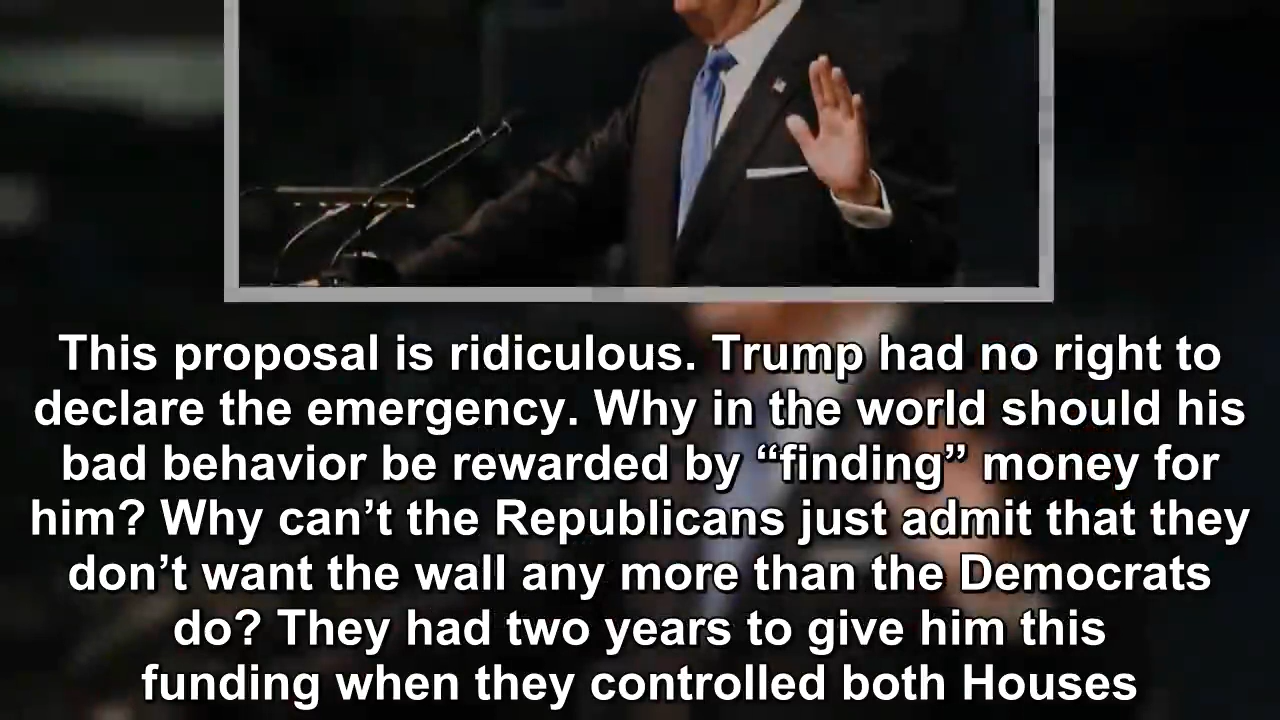 This proposal is ridiculous. Trump had no right to
declare the emergency. Why in the world should his
bad behavior be rewarded by “finding” money for
him? Why can’t the Republicans just admit that they
don’t want the wall any more than the Democrats
do? They had two years to give him this
funding when they controlled both Houses